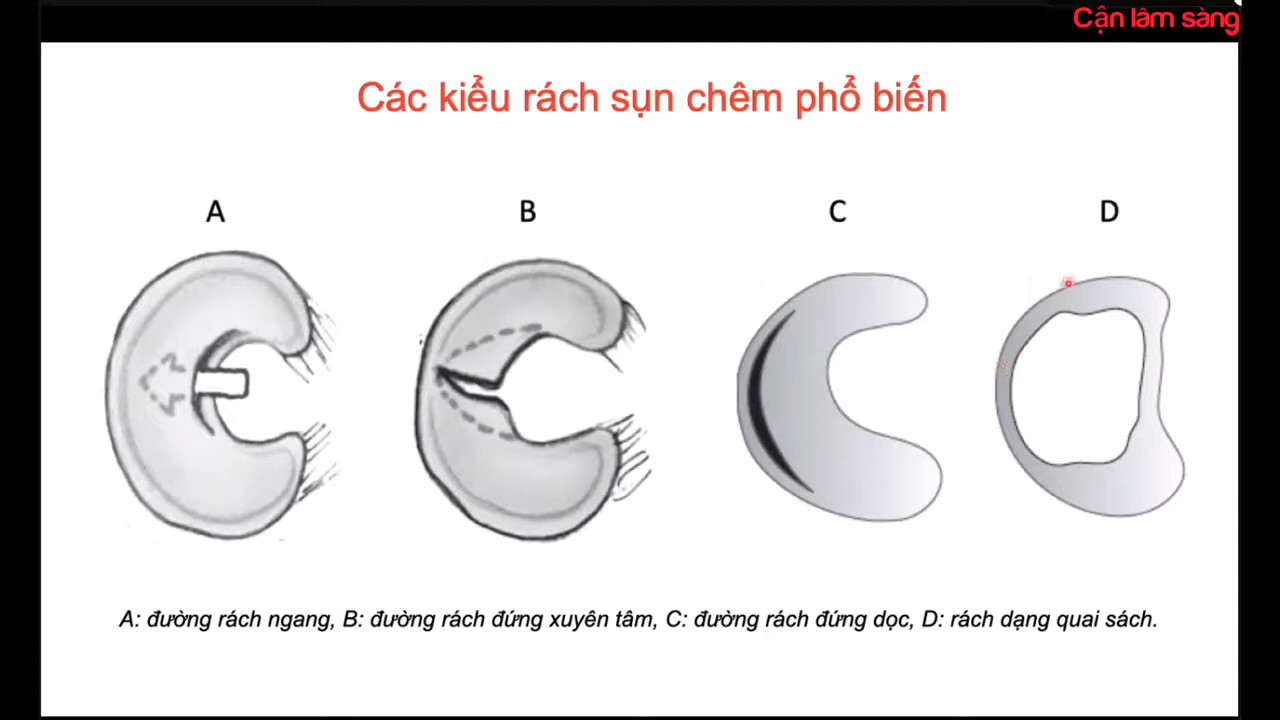 Cận lâm sàng
Các kiểu rách sụn chêm phổ biến
A B C D
A: đường rách ngang, B: đường rách đứng xuyên tâm, C: đường rách đứng dọc, D: rách dạng quai sách.